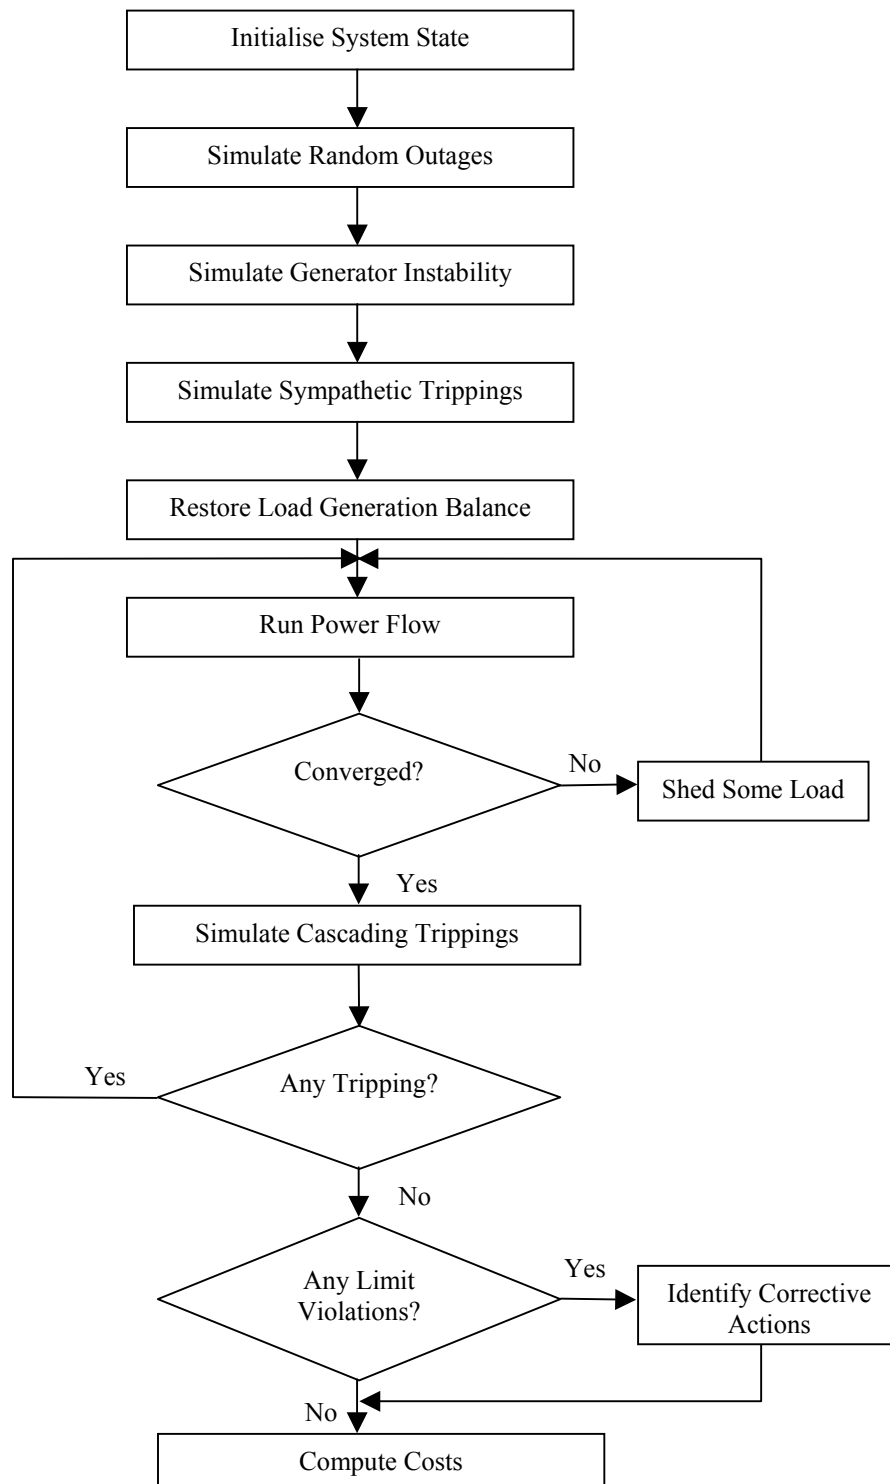 Initialise System State
Simulate Random Outages
Simulate Generator Instability
Simulate Sympathetic Trippings
Restore Load Generation Balance
Run Power Flow
Converged?
No
Shed Some Load
Yes
Simulate Cascading Trippings
Yes
Any Tripping?
No
Any Limit
Violations?
Yes
Identify Corrective
Actions
No
Compute Costs